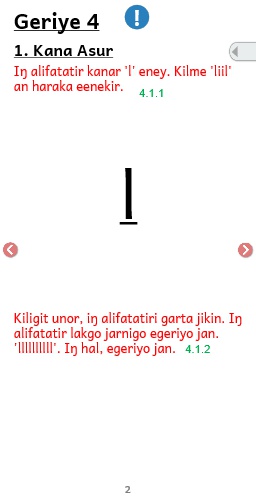 Geriye 4
!
1. Kana Asur
Iŋ alifatatir kanar 'l' eney. Kilme 'liil'
an haraka eenekir. 4.1.1
l
Kiligit unor, iŋ alifatatiri garta jikin. Iŋ
alifatatir lakgo jarnigo egeriyo jan.
'llllllllll'. Iŋ hal, egeriyo jan. 4.1.2
2